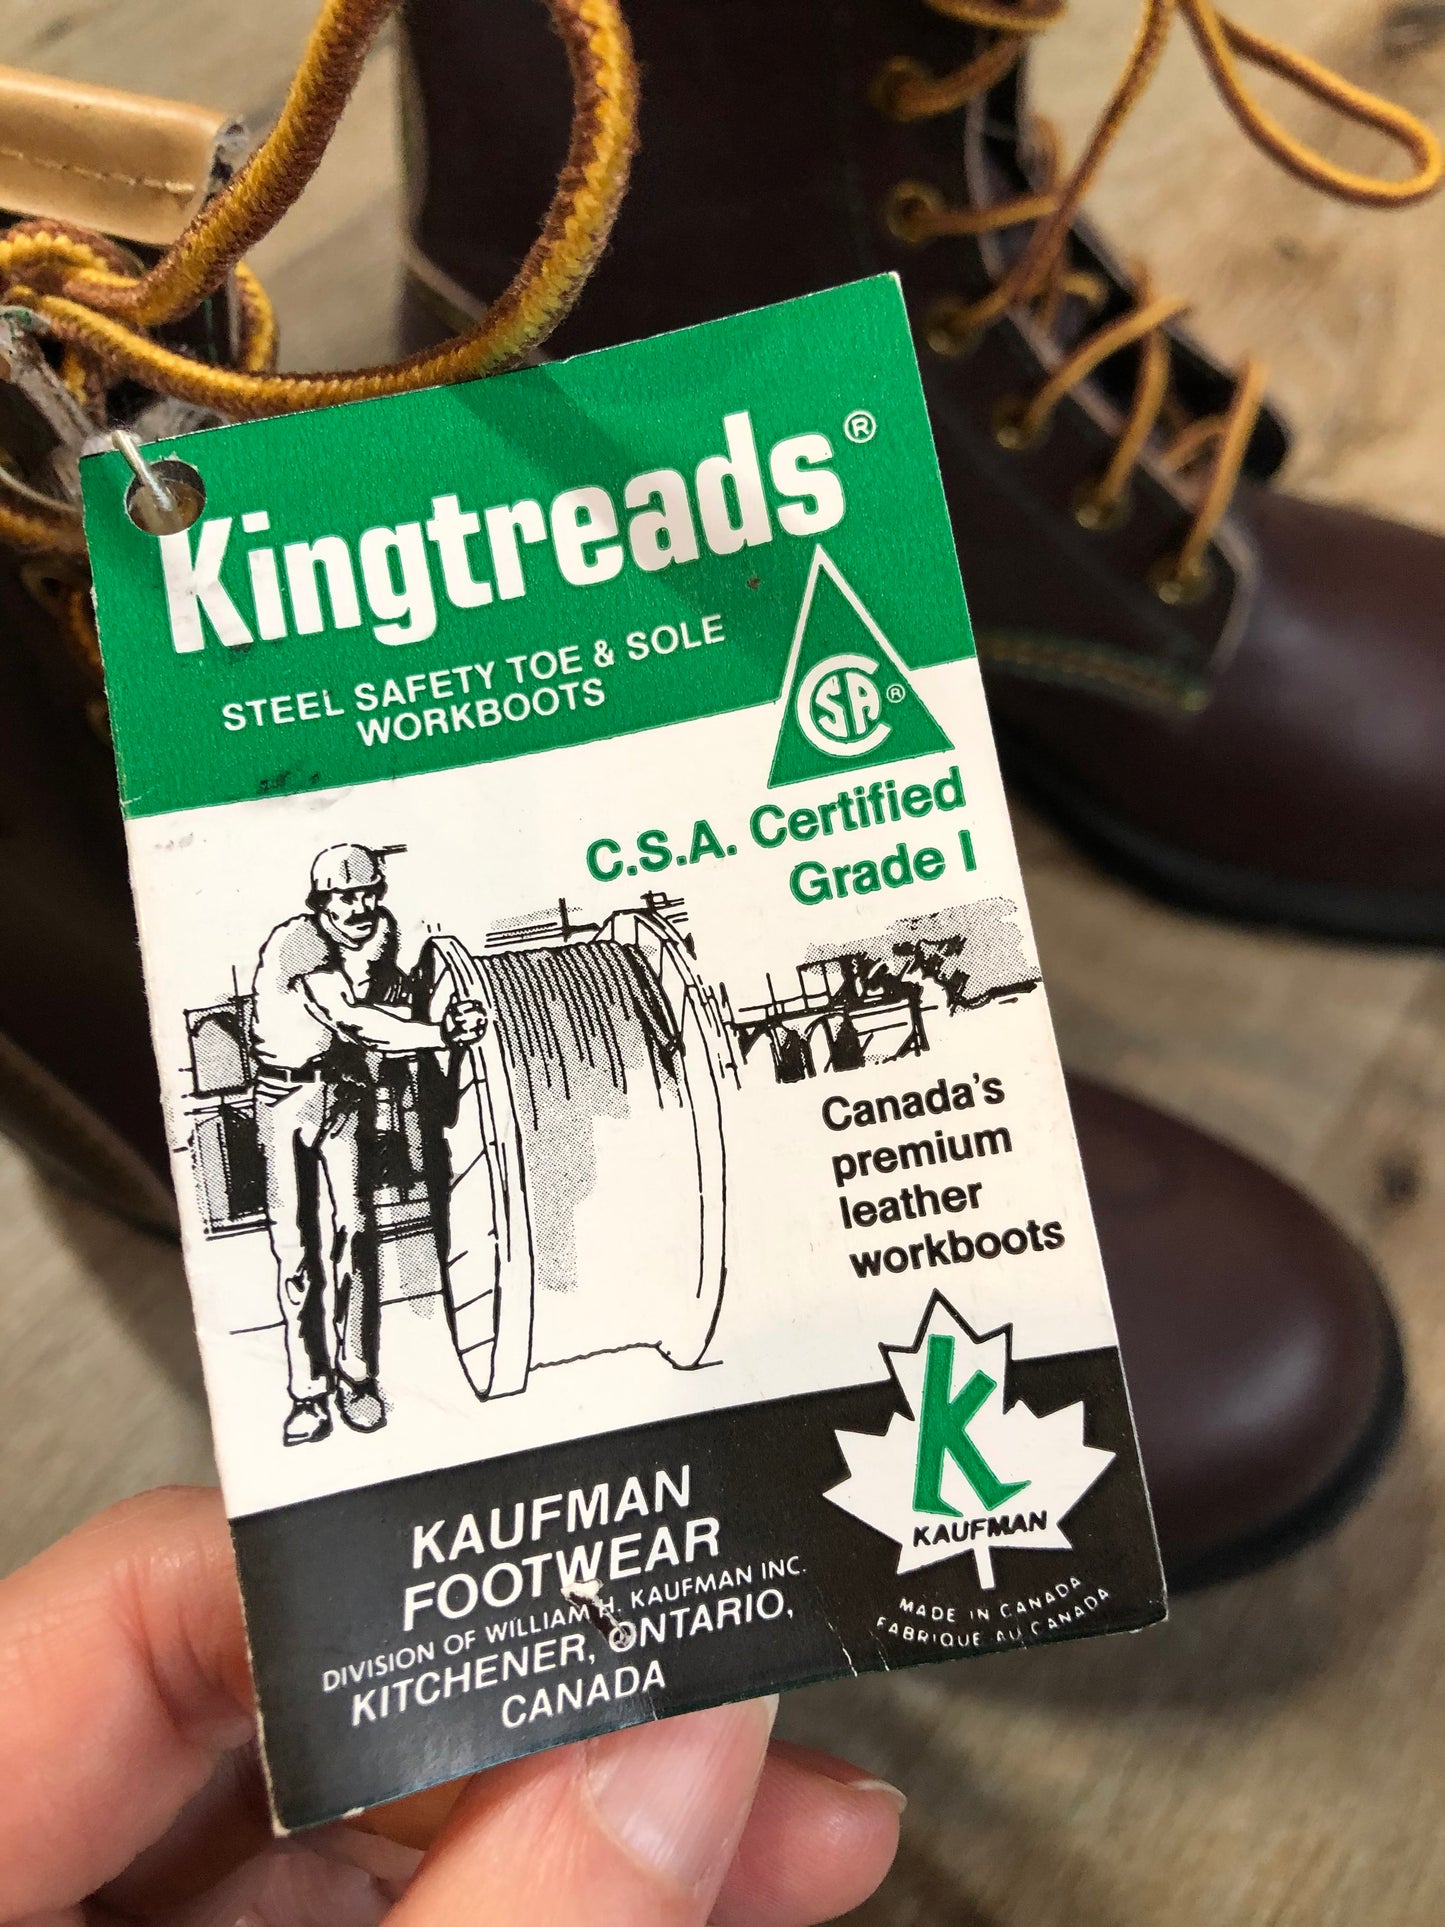 Kingtreads®
STEEL SAFETY TOE & SOLE
WORKBOOTS
CSA®
C.S.A. Certified
Grade I
Canada's
premium
leather
workboots
K
KAUFMAN
MADE IN CANADA
FABRIQUE AU CANADA
KAUFMAN
FOOTWEAR
DIVISION OF WILLIAM H. KAUFMAN INC.
KITCHENER, ONTARIO,
CANADA